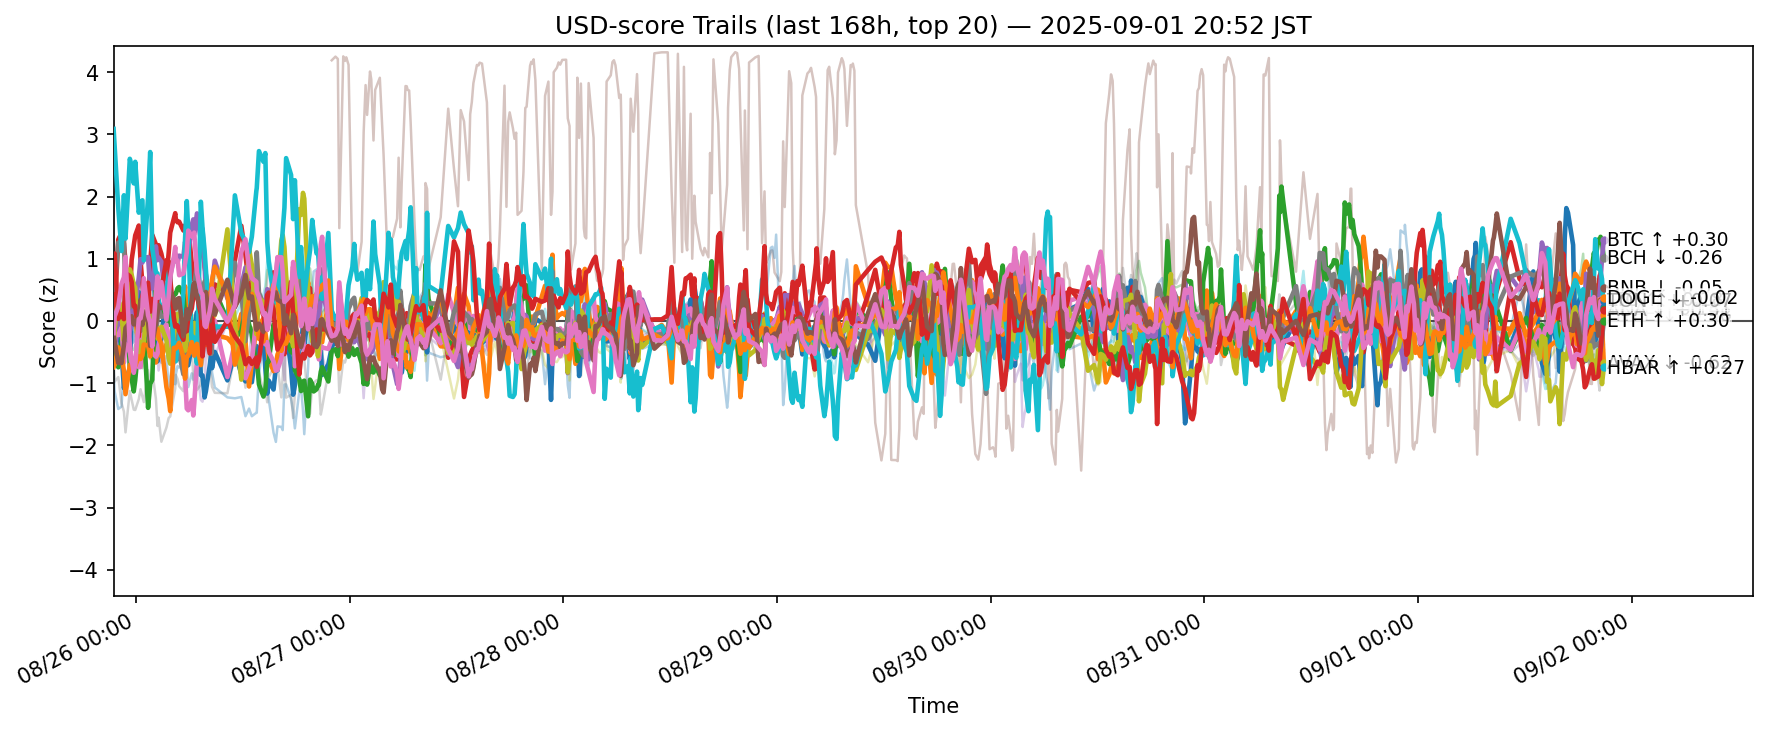 USD-score Trails (last 168h, top 20) — 2025-09-01 20:52 JST
Score (z)
4
3
2
1
0
−1
−2
−3
−4
BTC ↑ +0.30
BCH ↓ -0.26
BNB ↓ -0.05
DOGE ↓ -0.02
ETH ↑ +0.30
HBAR ↑ +0.27
08/26 00:00
08/27 00:00
08/28 00:00
08/29 00:00
08/30 00:00
08/31 00:00
09/01 00:00
09/02 00:00
Time